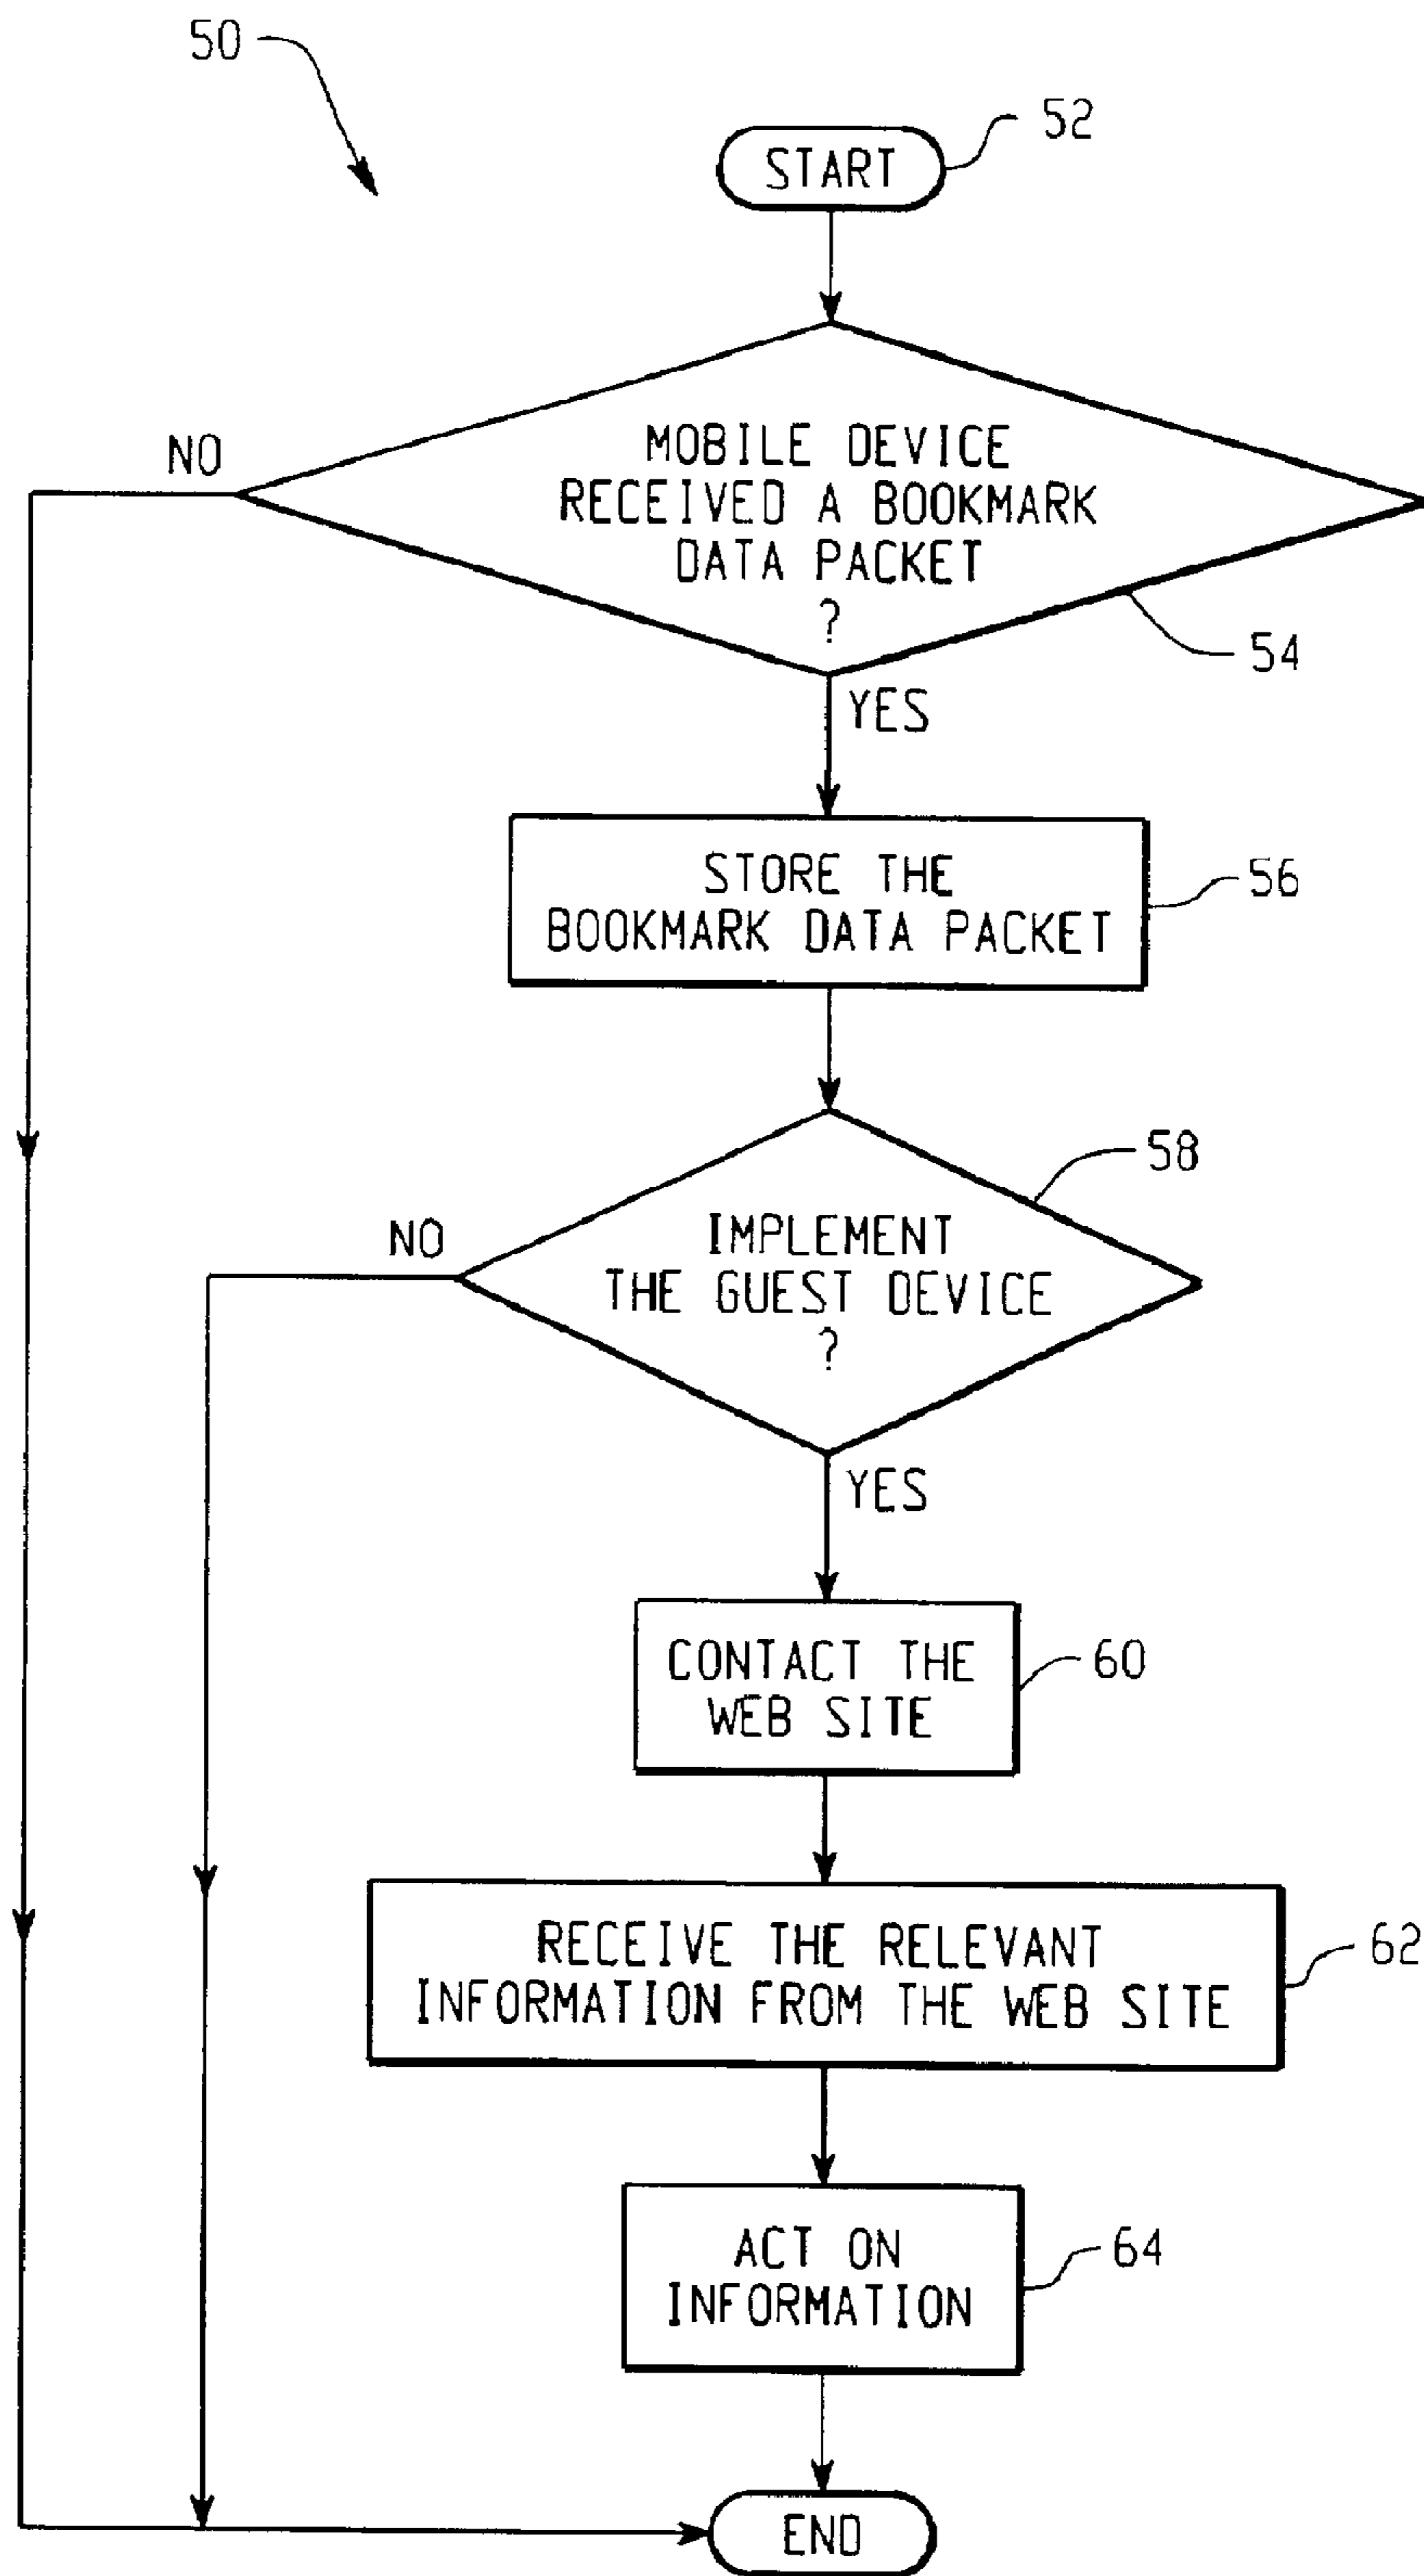 50
START
52
MOBILE DEVICE
RECEIVED A BOOKMARK
DATA PACKET
?
NO
54
YES
STORE THE
BOOKMARK DATA PACKET
56
58
NO
IMPLEMENT
THE GUEST DEVICE
?
YES
CONTACT THE
WEB SITE
60
RECEIVE THE RELEVANT
INFORMATION FROM THE WEB SITE
62
ACT ON
INFORMATION
64
END